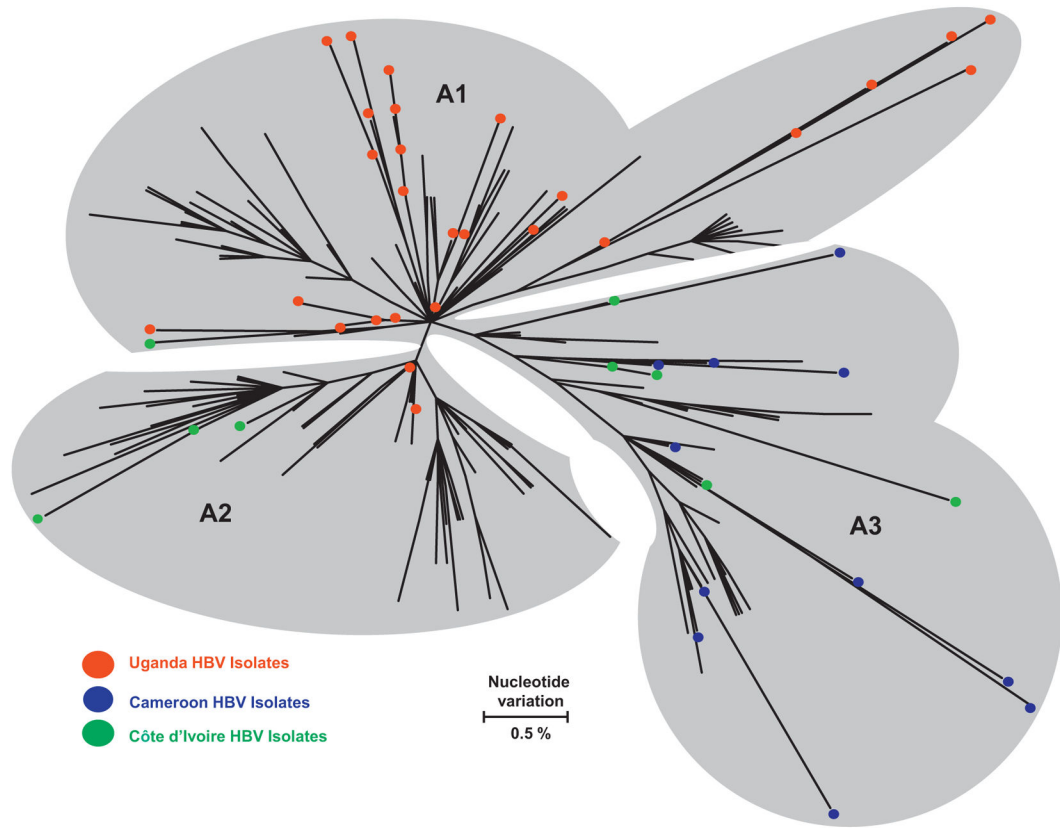 A1
A2
A3
Uganda HBV Isolates
Cameroon HBV Isolates
Côte d'Ivoire HBV Isolates
Nucleotide
variation
0.5 %